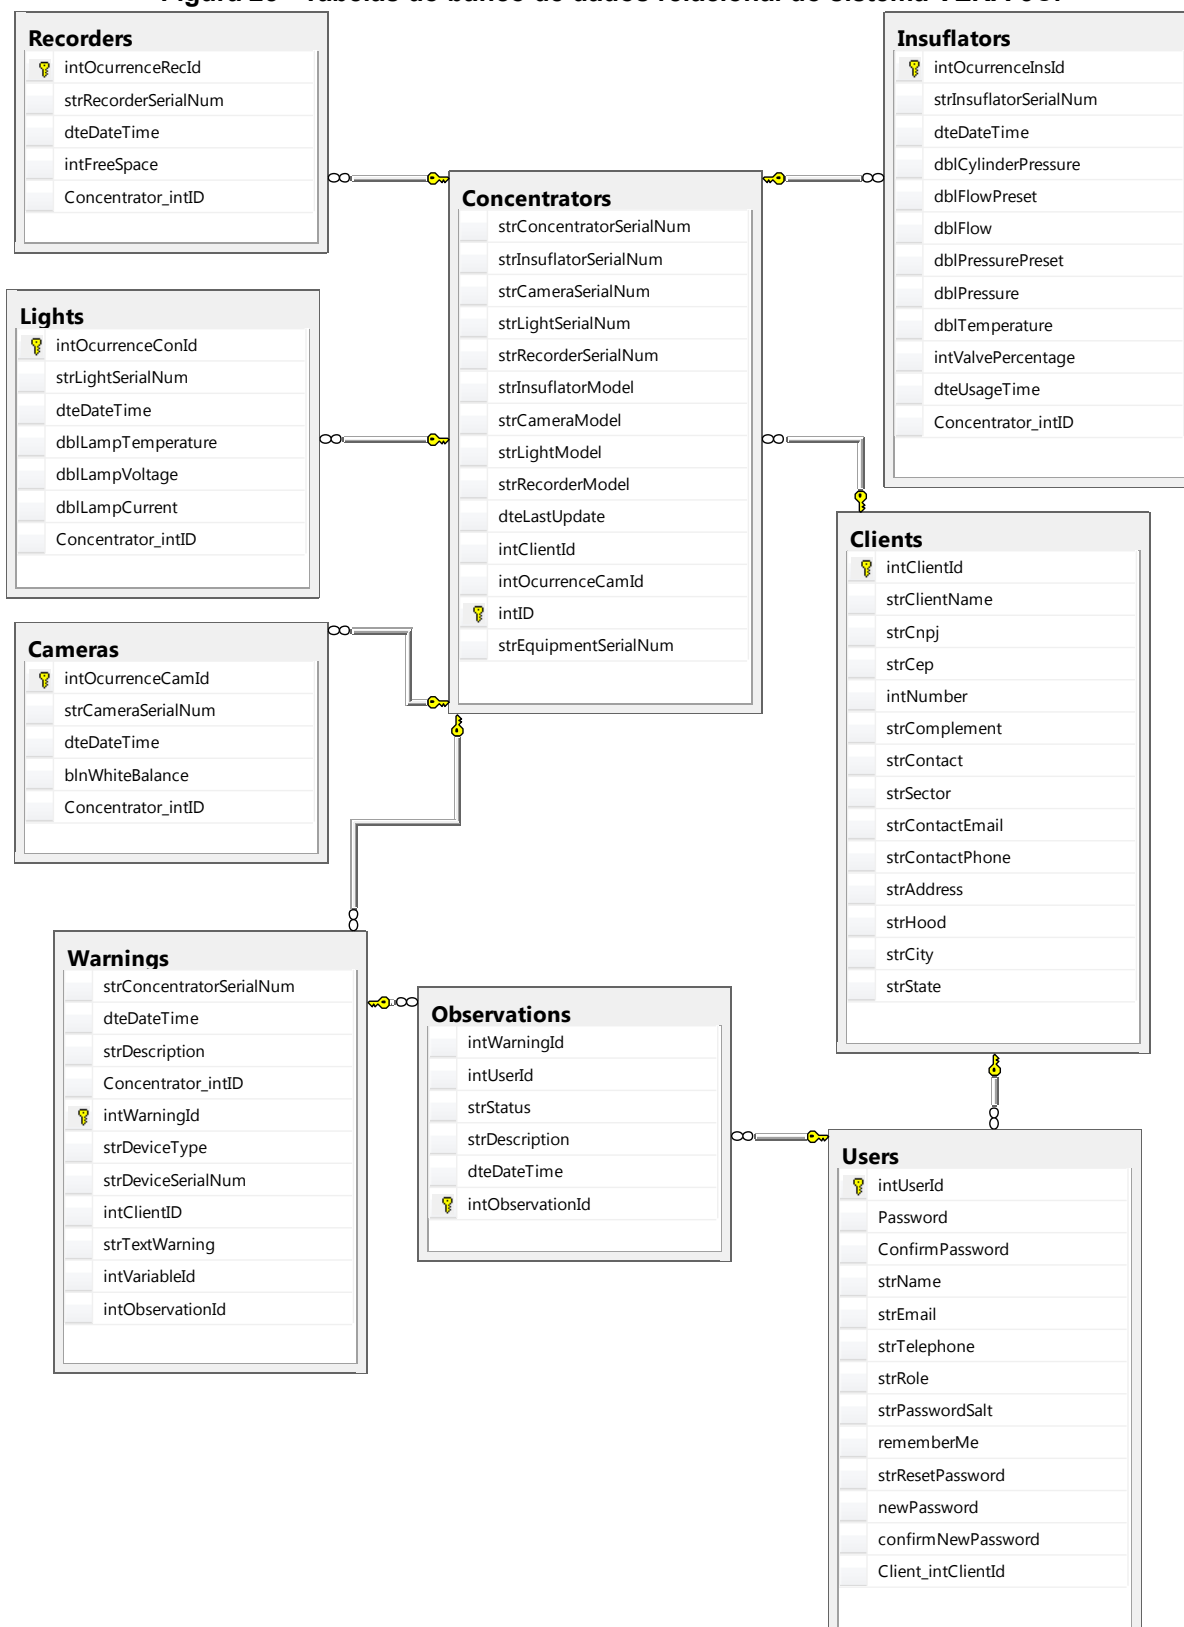 Recorders
intOcurrenceRecId
strRecorderSerialNum
dteDateTime
intFreeSpace
Concentrator_intID
Insuflators
intOcurrenceInsId
strInsuflatorSerialNum
dteDateTime
dblCylinderPressure
dblFlowPreset
dblFlow
dblPressurePreset
dblPressure
dblTemperature
intValvePercentage
dteUsageTime
Concentrator_intID
Concentrators
strConcentratorSerialNum
strInsuflatorSerialNum
strCameraSerialNum
strLightSerialNum
strRecorderSerialNum
strInsuflatorModel
strCameraModel
strLightModel
strRecorderModel
dteLastUpdate
intClientId
intOcurrenceCamId
intID
strEquipmentSerialNum
Lights
intOcurrenceConId
strLightSerialNum
dteDateTime
dblLampTemperature
dblLampVoltage
dblLampCurrent
Concentrator_intID
Clients
intClientId
strClientName
strCnpj
strCep
intNumber
strComplement
strContact
strSector
strContactEmail
strContactPhone
strAddress
strHood
strCity
strState
Cameras
intOcurrenceCamId
strCameraSerialNum
dteDateTime
blnWhiteBalance
Concentrator_intID
Warnings
strConcentratorSerialNum
dteDateTime
strDescription
Concentrator_intID
intWarningId
strDeviceType
strDeviceSerialNum
intClientID
strTextWarning
intVariableId
intObservationId
Observations
intWarningId
intUserId
strStatus
strDescription
dteDateTime
intObservationId
Users
intUserId
Password
ConfirmPassword
strName
strEmail
strTelephone
strRole
strPasswordSalt
rememberMe
strResetPassword
newPassword
confirmNewPassword
Client_intClientId